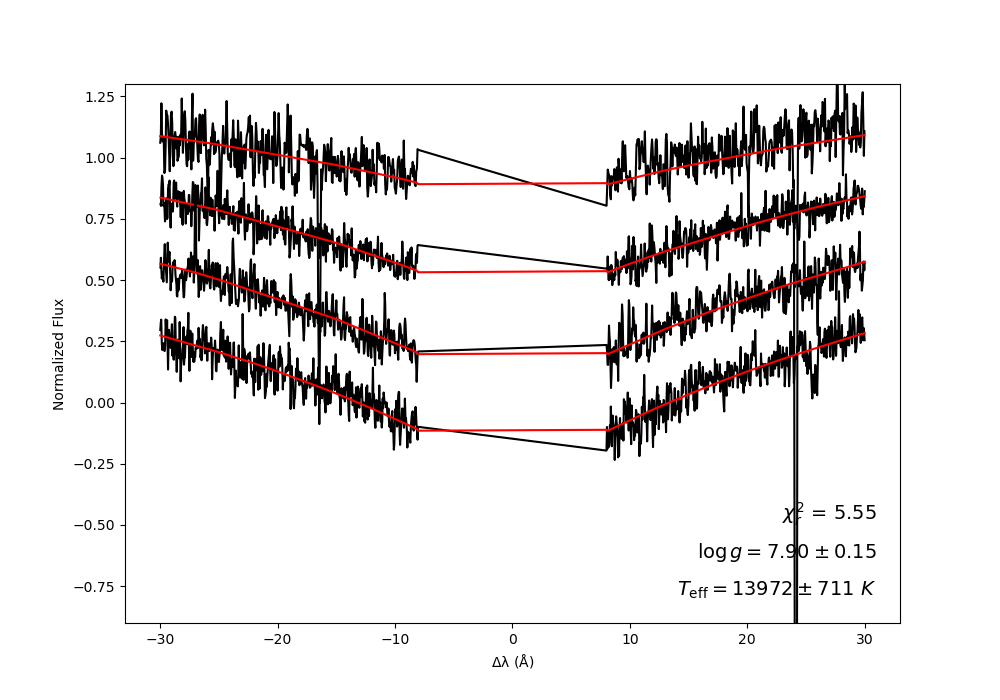 1.25
1.00
0.75
0.50
0.25
0.00
−0.25
−0.50
−0.75
Normalized Flux
χ²ᵣ = 5.55
log g = 7.90 ± 0.15
T_eff = 13972 ± 711 K
−30 −20 −10 0 10 20 30
Δλ (Å)